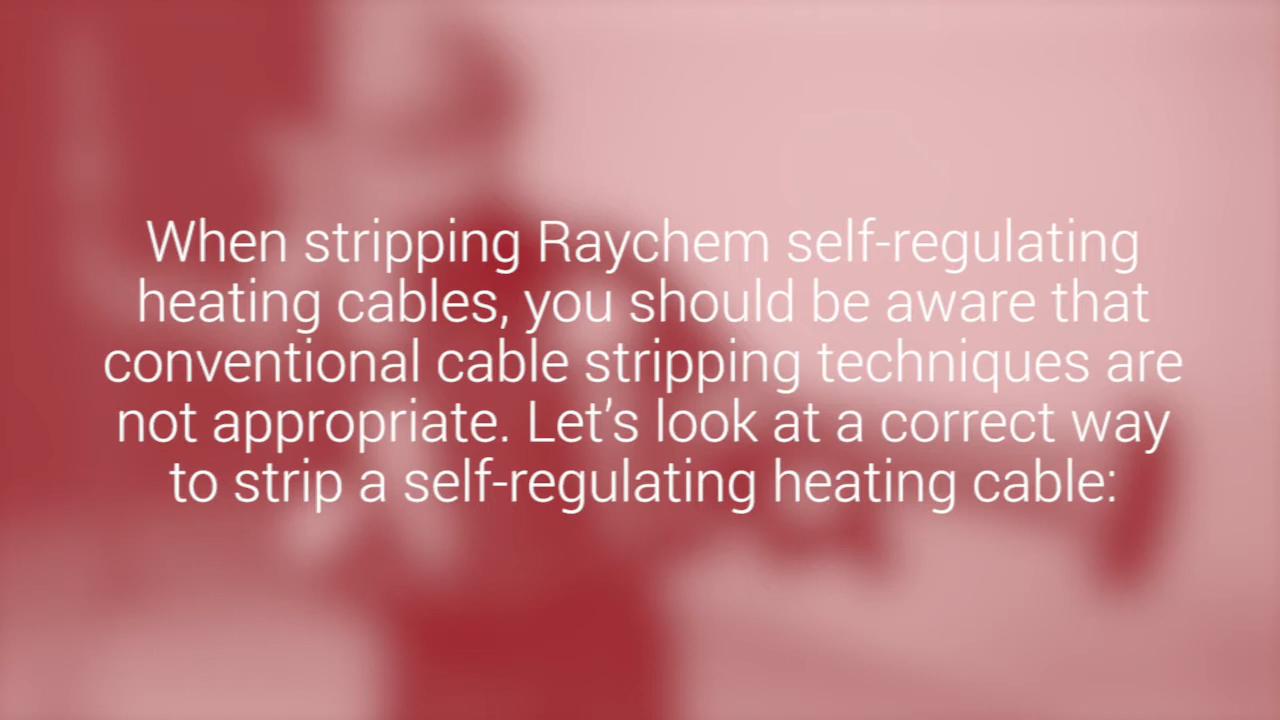 When stripping Raychem self-regulating
heating cables, you should be aware that
conventional cable stripping techniques are
not appropriate. Let’s look at a correct way
to strip a self-regulating heating cable: